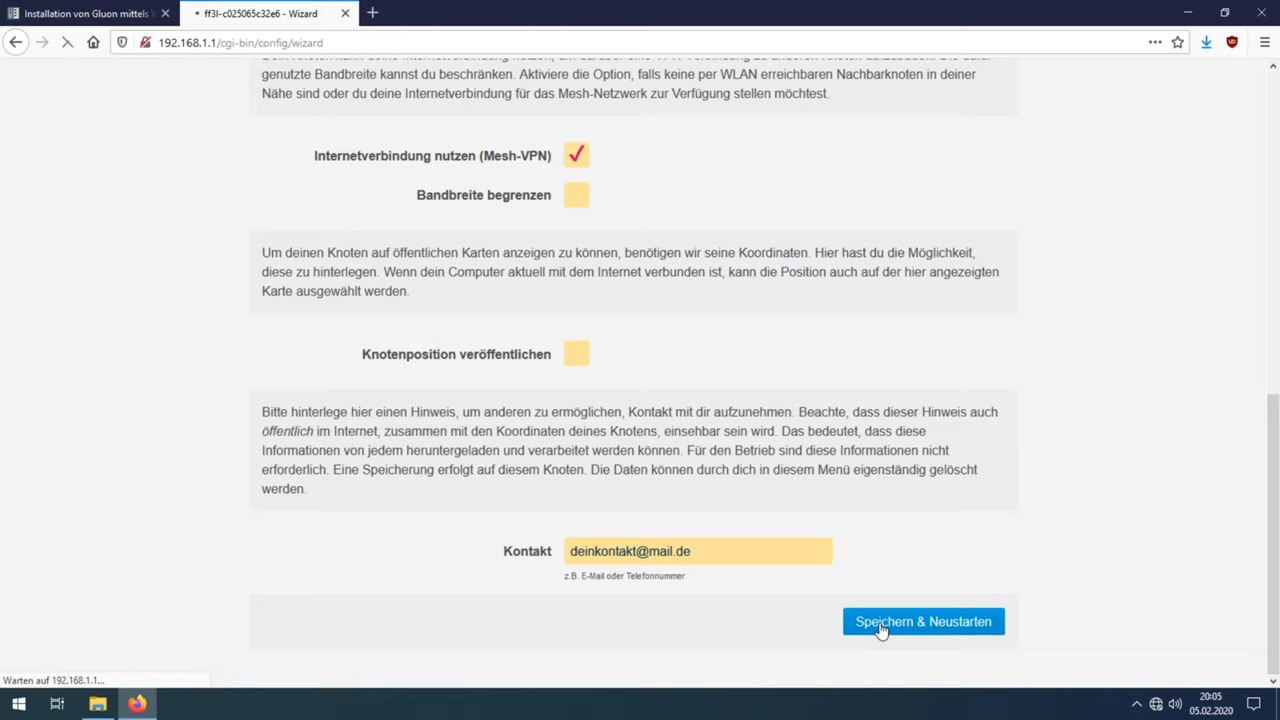 Installation von Gluon mittels
ff3l-c025065c32e6 - Wizard
192.168.1.1/cgi-bin/config/wizard
genutzte Bandbreite kannst du beschränken. Aktiviere die Option, falls keine per WLAN erreichbaren Nachbarknoten in deiner
Nähe sind oder du deine Internetverbindung für das Mesh-Netzwerk zur Verfügung stellen möchtest.
Internetverbindung nutzen (Mesh-VPN)
Bandbreite begrenzen
Um deinen Knoten auf öffentlichen Karten anzeigen zu können, benötigen wir seine Koordinaten. Hier hast du die Möglichkeit,
diese zu hinterlegen. Wenn dein Computer aktuell mit dem Internet verbunden ist, kann die Position auch auf der hier angezeigten
Karte ausgewählt werden.
Knotenposition veröffentlichen
Bitte hinterlege hier einen Hinweis, um anderen zu ermöglichen, Kontakt mit dir aufzunehmen. Beachte, dass dieser Hinweis auch
öffentlich im Internet, zusammen mit den Koordinaten deines Knotens, einsehbar sein wird. Das bedeutet, dass diese
Informationen von jedem heruntergeladen und verarbeitet werden können. Für den Betrieb sind diese Informationen nicht
erforderlich. Eine Speicherung erfolgt auf diesem Knoten. Die Daten können durch dich in diesem Menü eigenständig gelöscht
werden.
Kontakt
deinkontakt@mail.de
z.B. E-Mail oder Telefonnummer
Speichern & Neustarten
Warten auf 192.168.1.1...
20:05
05.02.2020